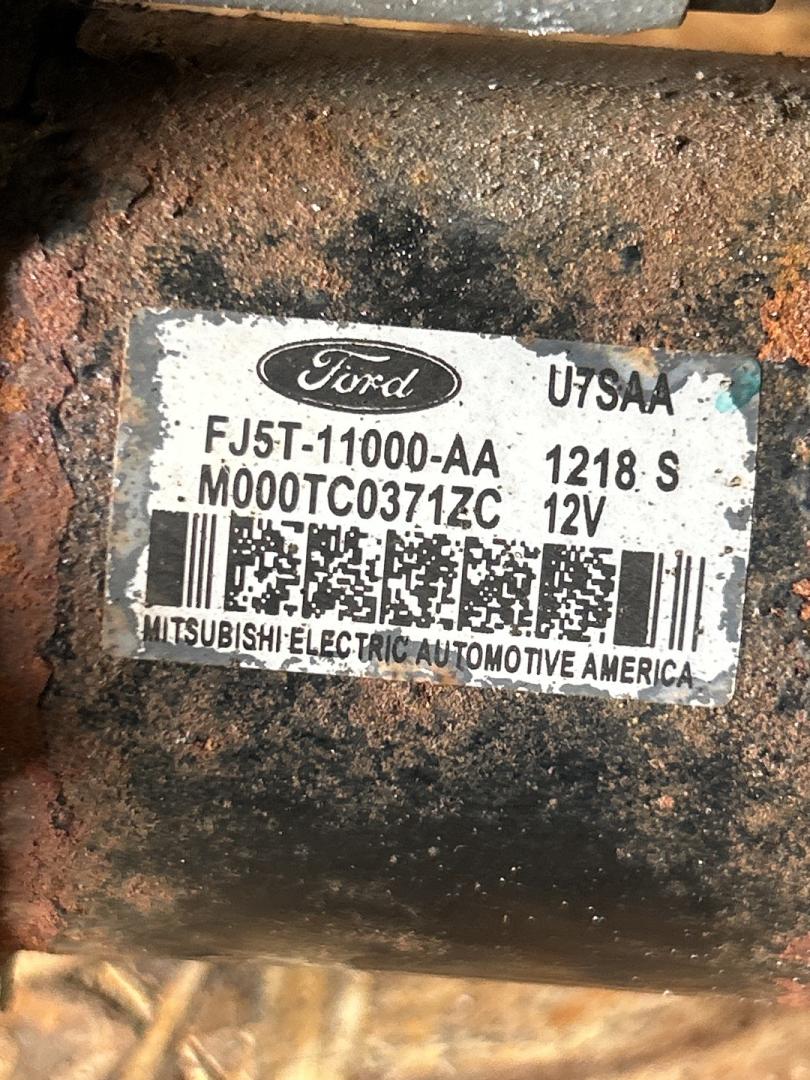 Ford U7SAA
FJ5T-11000-AA 1218 S
M000TC0371ZC 12V
MITSUBISHI ELECTRIC AUTOMOTIVE AMERICA